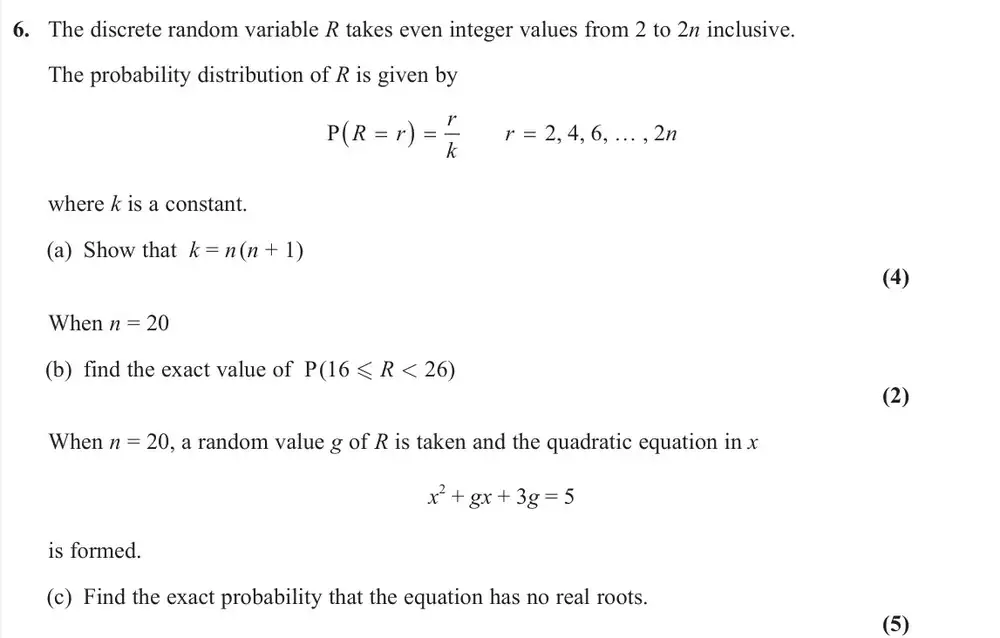 6. The discrete random variable R takes even integer values from 2 to 2n inclusive.
The probability distribution of R is given by
P(R = r) = r/k r = 2, 4, 6, … , 2n
where k is a constant.
(a) Show that k = n(n + 1)
(4)
When n = 20
(b) find the exact value of P(16 ⩽ R < 26)
(2)
When n = 20, a random value g of R is taken and the quadratic equation in x
x² + gx + 3g = 5
is formed.
(c) Find the exact probability that the equation has no real roots.
(5)